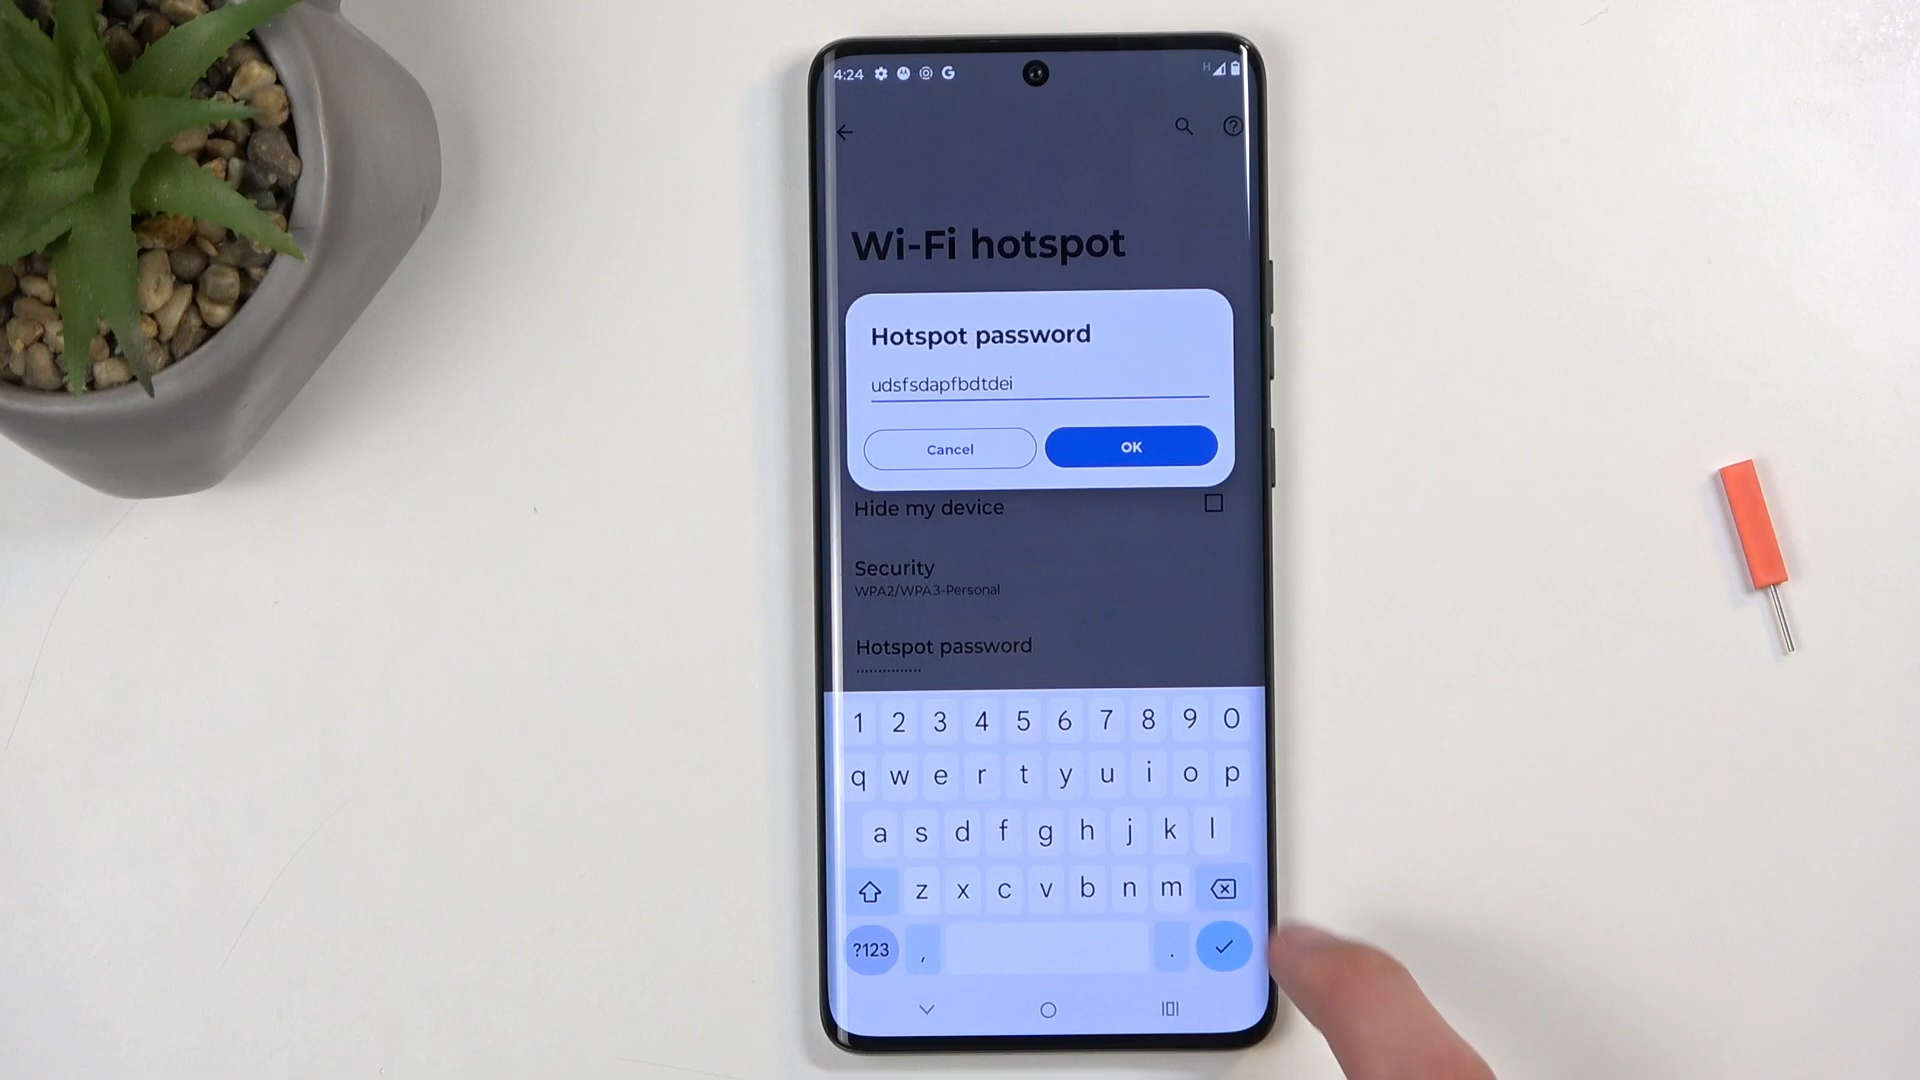 4:24 G H
Wi-Fi hotspot
Hotspot password
udsfsdapfbdtdei
Cancel OK
Hide my device
Security
WPA2/WPA3-Personal
Hotspot password
...............
1 2 3 4 5 6 7 8 9 0
q w e r t y u i o p
a s d f g h j k l
z x c v b n m
?123 , .